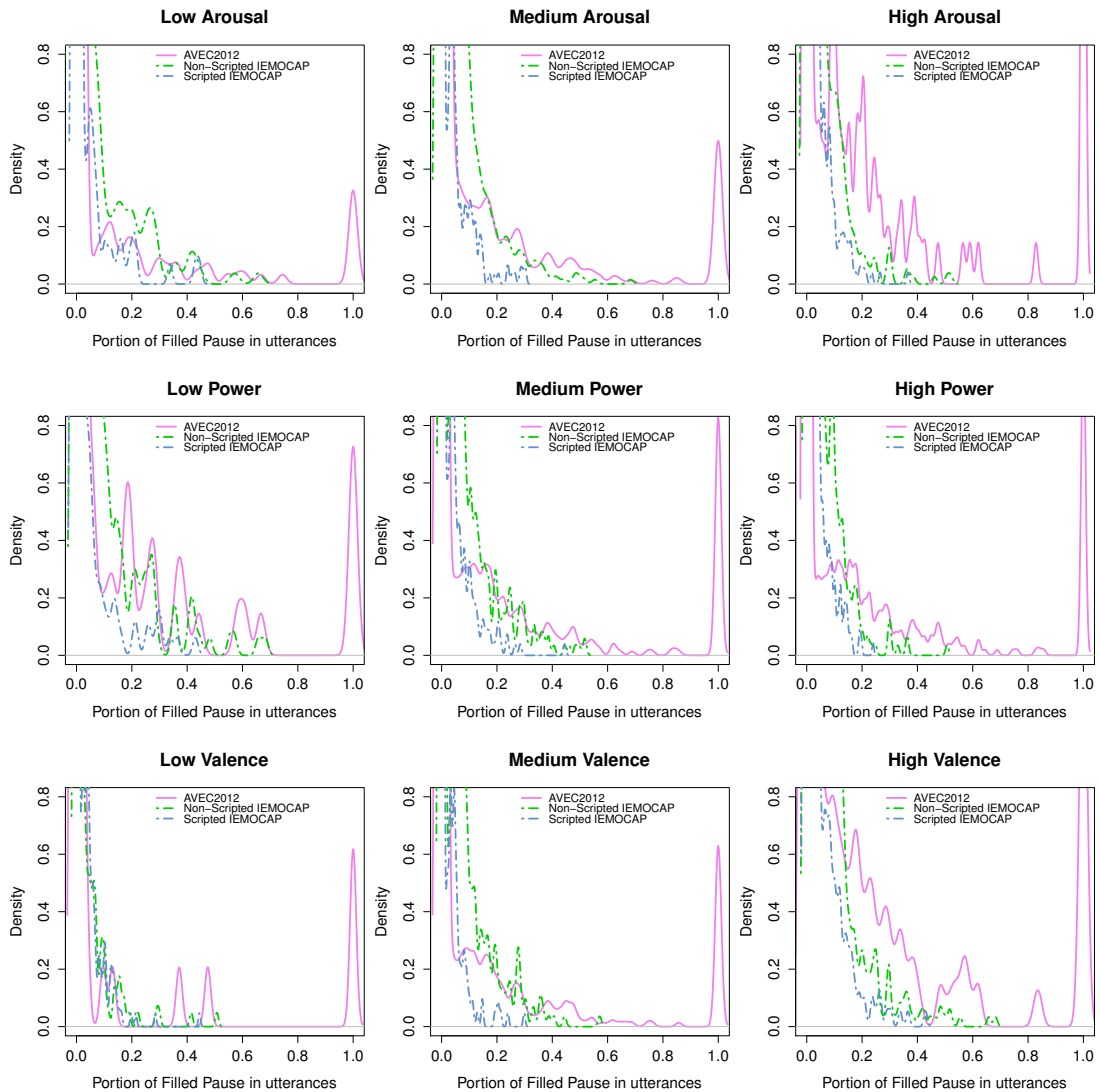 Low Arousal
Medium Arousal
High Arousal
AVEC2012
Non−Scripted IEMOCAP
Scripted IEMOCAP
AVEC2012
Non−Scripted IEMOCAP
Scripted IEMOCAP
AVEC2012
Non−Scripted IEMOCAP
Scripted IEMOCAP
Density
0.0 0.2 0.4 0.6 0.8
Density
0.0 0.2 0.4 0.6 0.8
Density
0.0 0.2 0.4 0.6 0.8
0.0 0.2 0.4 0.6 0.8 1.0
0.0 0.2 0.4 0.6 0.8 1.0
0.0 0.2 0.4 0.6 0.8 1.0
Portion of Filled Pause in utterances
Portion of Filled Pause in utterances
Portion of Filled Pause in utterances
Low Power
Medium Power
High Power
AVEC2012
Non−Scripted IEMOCAP
Scripted IEMOCAP
AVEC2012
Non−Scripted IEMOCAP
Scripted IEMOCAP
AVEC2012
Non−Scripted IEMOCAP
Scripted IEMOCAP
Density
0.0 0.2 0.4 0.6 0.8
Density
0.0 0.2 0.4 0.6 0.8
Density
0.0 0.2 0.4 0.6 0.8
0.0 0.2 0.4 0.6 0.8 1.0
0.0 0.2 0.4 0.6 0.8 1.0
0.0 0.2 0.4 0.6 0.8 1.0
Portion of Filled Pause in utterances
Portion of Filled Pause in utterances
Portion of Filled Pause in utterances
Low Valence
Medium Valence
High Valence
AVEC2012
Non−Scripted IEMOCAP
Scripted IEMOCAP
AVEC2012
Non−Scripted IEMOCAP
Scripted IEMOCAP
AVEC2012
Non−Scripted IEMOCAP
Scripted IEMOCAP
Density
0.0 0.2 0.4 0.6 0.8
Density
0.0 0.2 0.4 0.6 0.8
Density
0.0 0.2 0.4 0.6 0.8
0.0 0.2 0.4 0.6 0.8 1.0
0.0 0.2 0.4 0.6 0.8 1.0
0.0 0.2 0.4 0.6 0.8 1.0
Portion of Filled Pause in utterances
Portion of Filled Pause in utterances
Portion of Filled Pause in utterances